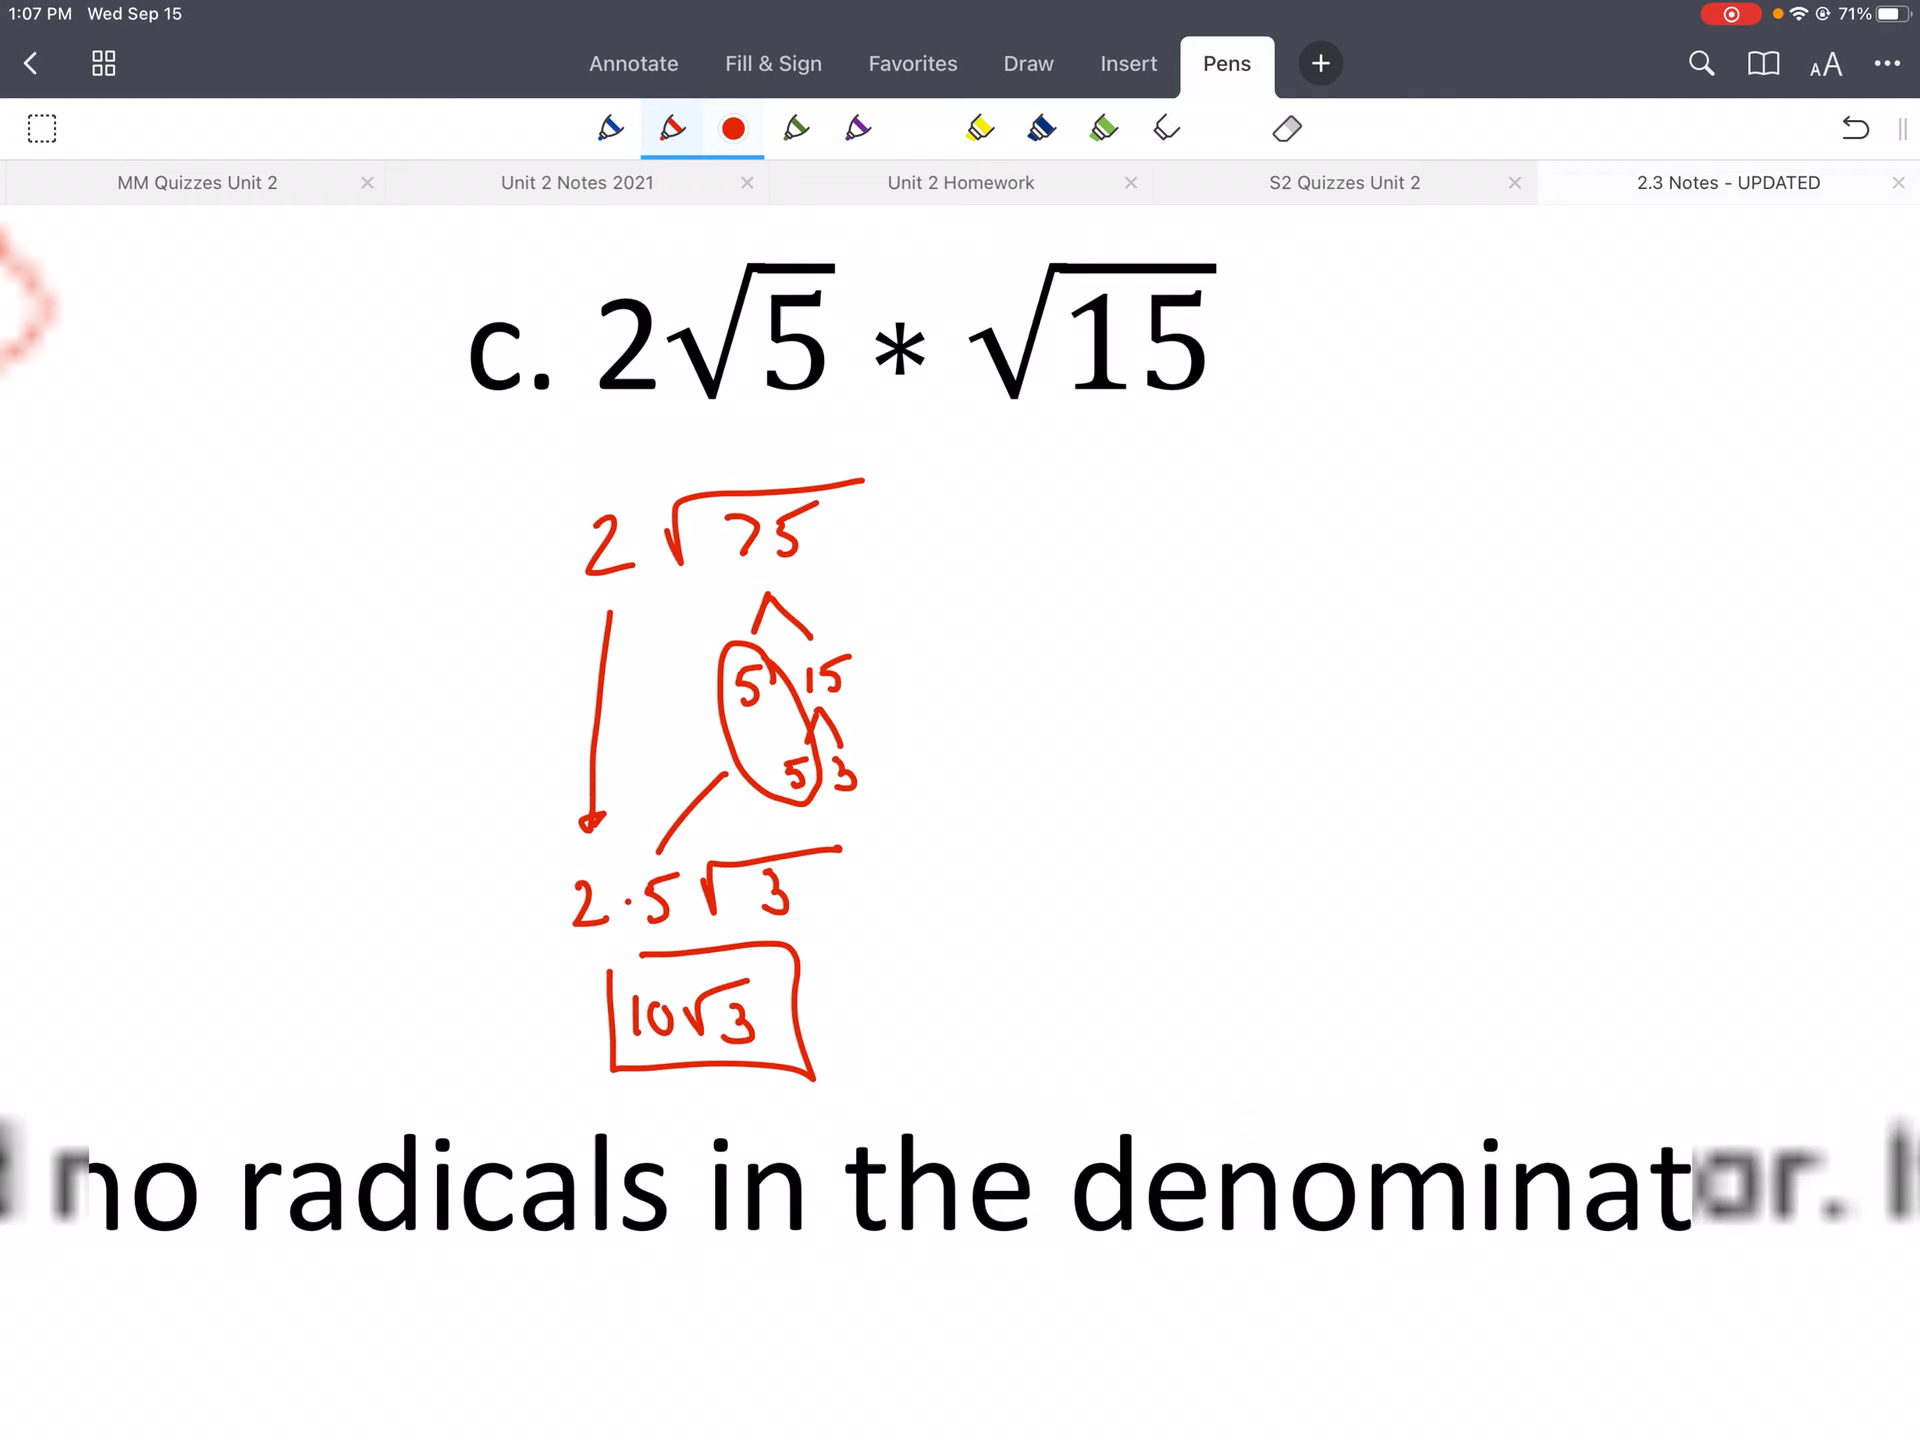 1:07 PM Wed Sep 15 71%
Annotate Fill & Sign Favorites Draw Insert Pens
MM Quizzes Unit 2 Unit 2 Notes 2021 Unit 2 Homework S2 Quizzes Unit 2 2.3 Notes - UPDATED
c. 2√5 * √15
2√75
5 15
5 3
2·5√3
10√3
no radicals in the denominator.